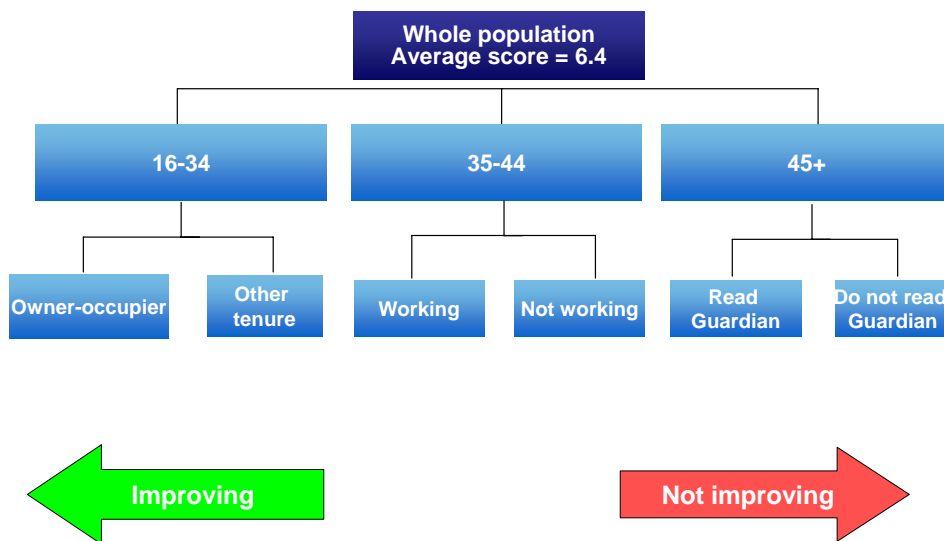 Whole population
Average score = 6.4
16-34
35-44
45+
Owner-occupier
Other
tenure
Working
Not working
Read
Guardian
Do not read
Guardian
Improving
Not improving